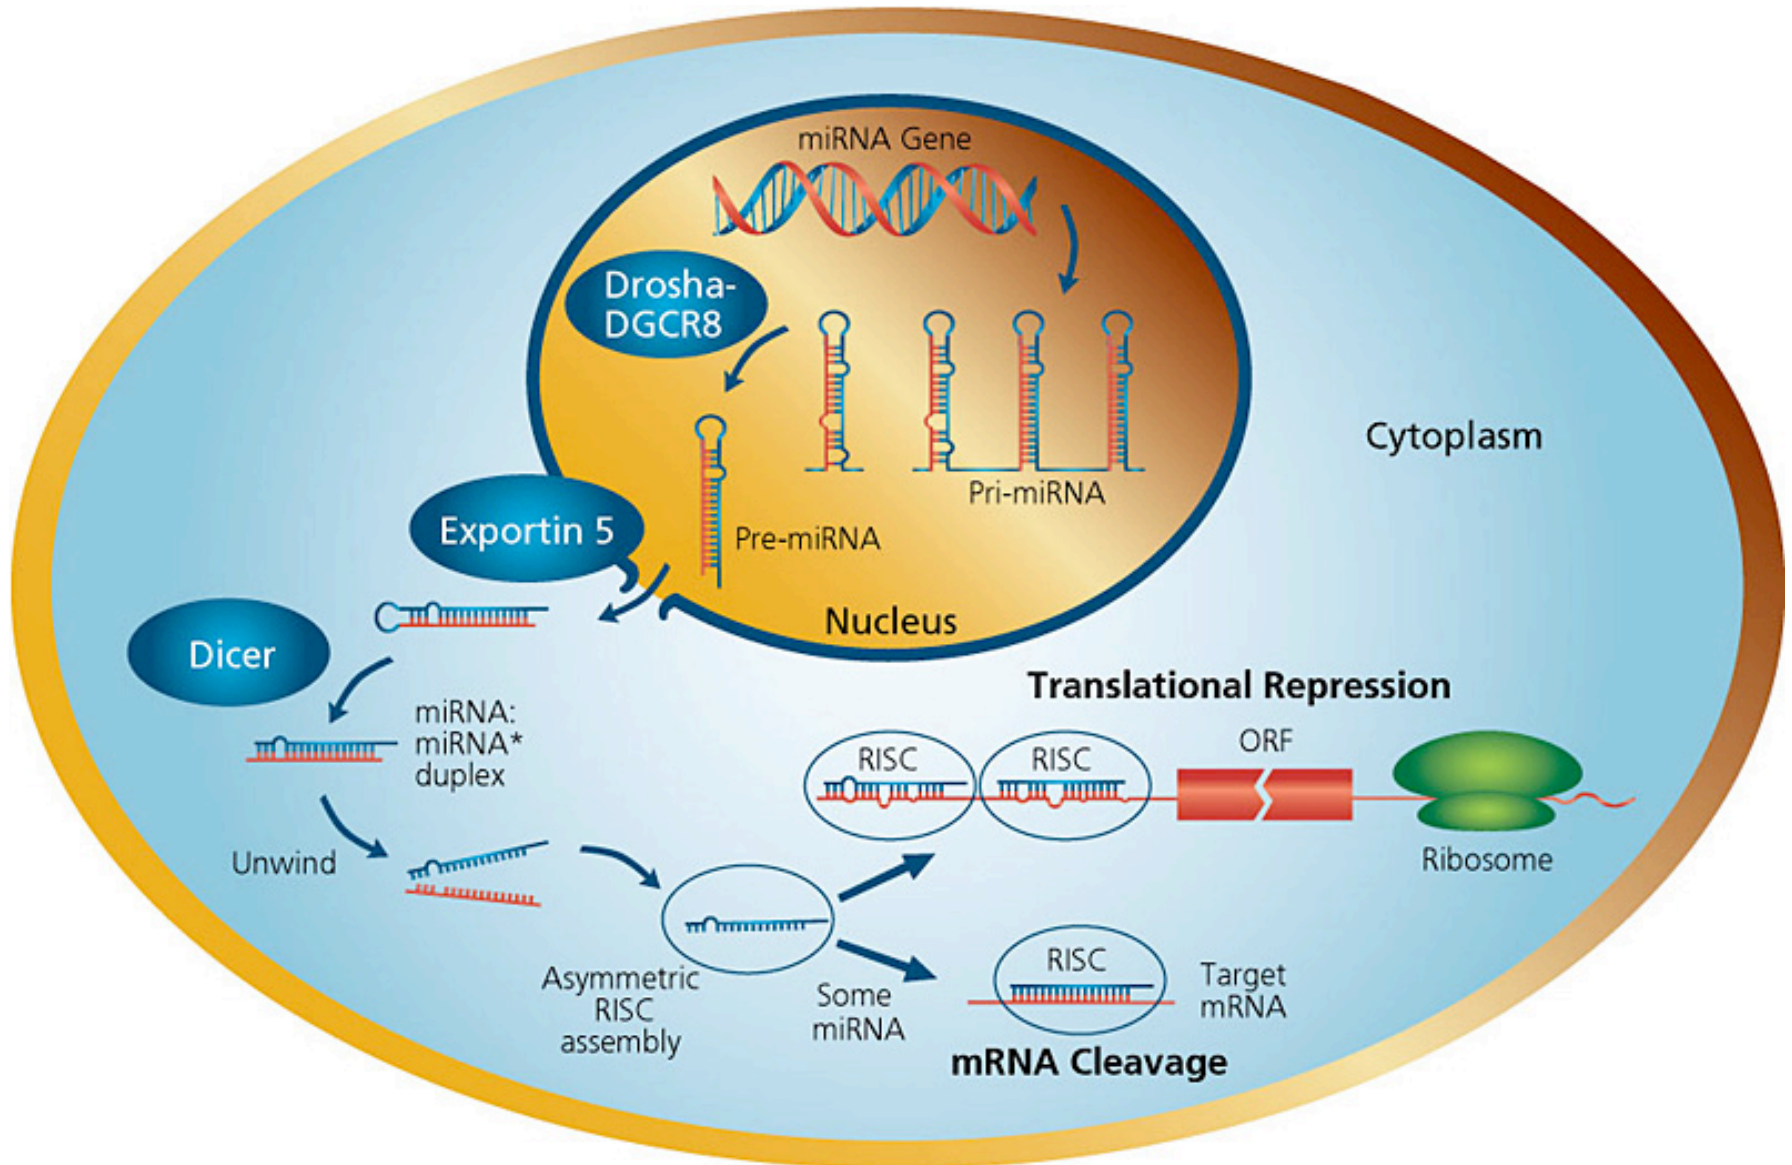 miRNA Gene
Drosha-
DGCR8
Pri-miRNA
Cytoplasm
Exportin 5
Pre-miRNA
Nucleus
Dicer
miRNA:
miRNA*
duplex
Translational Repression
RISC
RISC
ORF
Ribosome
Unwind
Asymmetric
RISC
assembly
Some
miRNA
RISC
Target
mRNA
mRNA Cleavage